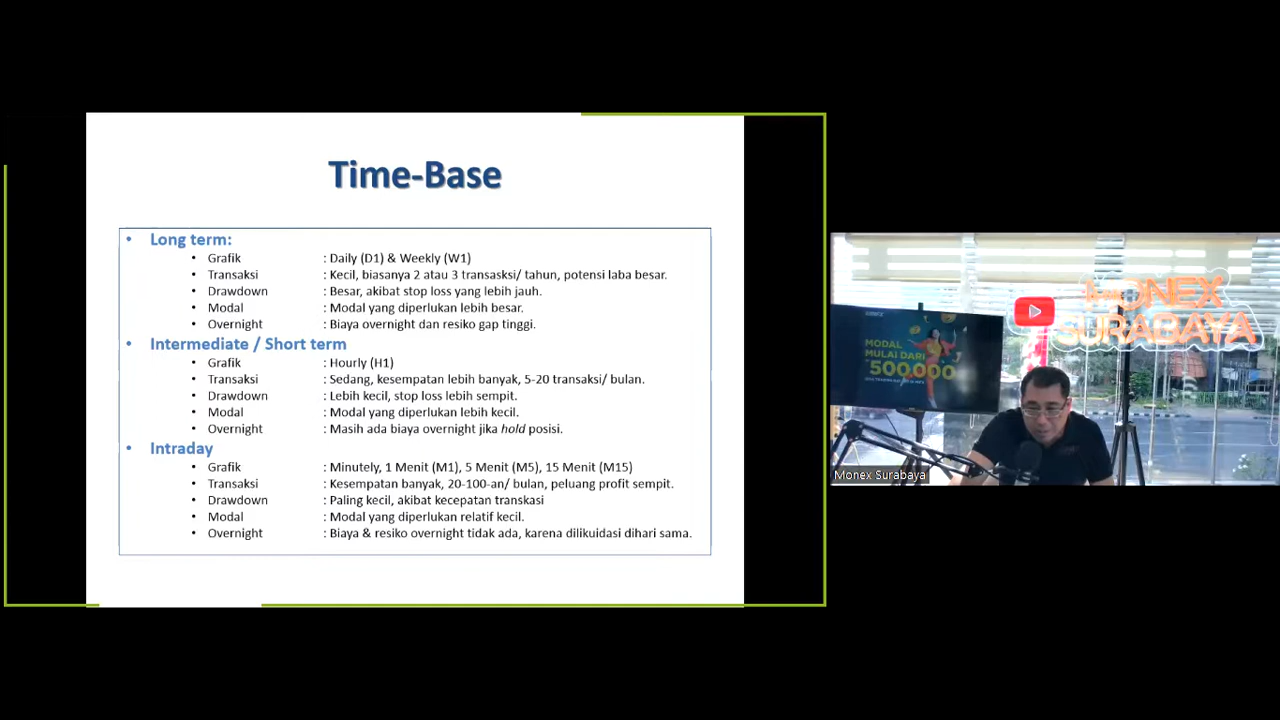 Time-Base
• Long term:
• Grafik : Daily (D1) & Weekly (W1)
• Transaksi : Kecil, biasanya 2 atau 3 transasksi/ tahun, potensi laba besar.
• Drawdown : Besar, akibat stop loss yang lebih jauh.
• Modal : Modal yang diperlukan lebih besar.
• Overnight : Biaya overnight dan resiko gap tinggi.
• Intermediate / Short term
• Grafik : Hourly (H1)
• Transaksi : Sedang, kesempatan lebih banyak, 5-20 transaksi/ bulan.
• Drawdown : Lebih kecil, stop loss lebih sempit.
• Modal : Modal yang diperlukan lebih kecil.
• Overnight : Masih ada biaya overnight jika hold posisi.
• Intraday
• Grafik : Minutely, 1 Menit (M1), 5 Menit (M5), 15 Menit (M15)
• Transaksi : Kesempatan banyak, 20-100-an/ bulan, peluang profit sempit.
• Drawdown : Paling kecil, akibat kecepatan transkasi
• Modal : Modal yang diperlukan relatif kecil.
• Overnight : Biaya & resiko overnight tidak ada, karena dilikuidasi dihari sama.
MONEX
SURABAYA
MODAL
MULAI DARI
500,000
Monex Surabaya